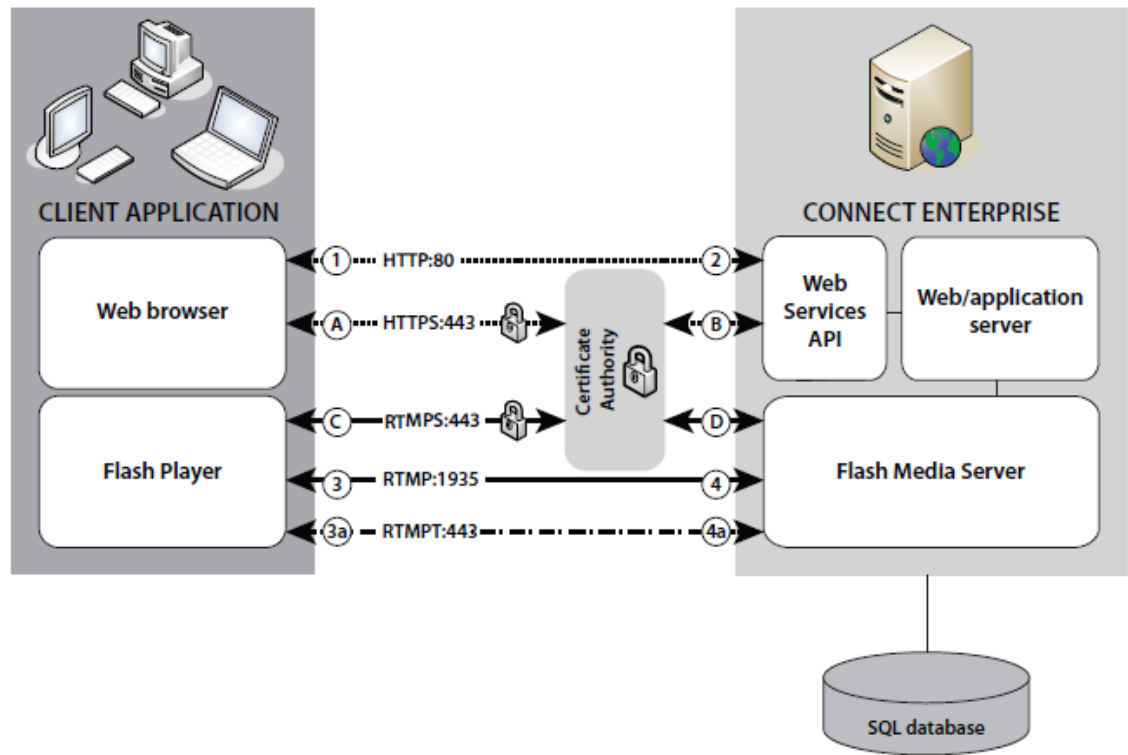 CLIENT APPLICATION
CONNECT ENTERPRISE
1 HTTP:80 2
Web browser
Web
Services
API
Web/application
server
A HTTPS:443 B
Certificate
Authority
C RTMPS:443 D
Flash Player
Flash Media Server
3 RTMP:1935 4
3a RTMPT:443 4a
SQL database